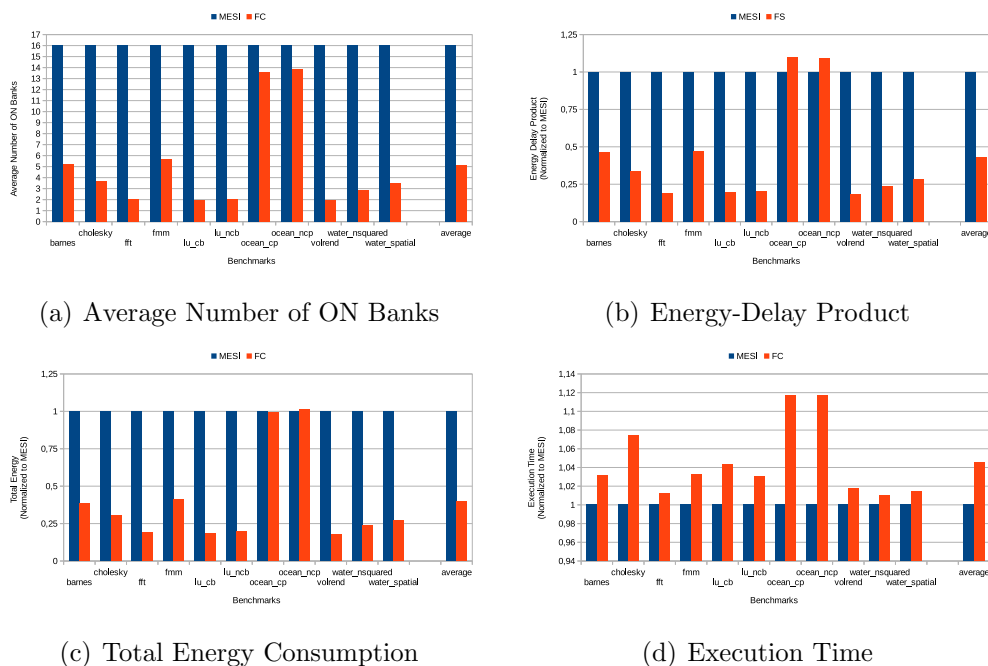 MESI FC
17
16
15
14
13
12
11
10
9
8
7
6
5
4
3
2
1
0
Average Number of ON Banks
cholesky fmm lu_ncb ocean_ncp water_nsquared average
barnes fft lu_cb ocean_cp volrend water_spatial
Benchmarks
(a) Average Number of ON Banks
MESI FS
1,25
1
0,75
0,5
0,25
0
Energy Delay Product
(Normalized to MESI)
cholesky fmm lu_ncb ocean_ncp water_nsquared average
barnes fft lu_cb ocean_cp volrend water_spatial
Benchmarks
(b) Energy-Delay Product
MESI FC
1,25
1
0,75
0,5
0,25
0
Total Energy
(Normalized to MESI)
cholesky fmm lu_ncb ocean_ncp water_nsquared average
barnes fft lu_cb ocean_cp volrend water_spatial
Benchmarks
(c) Total Energy Consumption
MESI FC
1,14
1,12
1,1
1,08
1,06
1,04
1,02
1
0,98
0,96
0,94
Execution Time
(Normalized to MESI)
cholesky fmm lu_ncb ocean_ncp water_nsquared average
barnes fft lu_cb ocean_cp volrend water_spatial
Benchmarks
(d) Execution Time